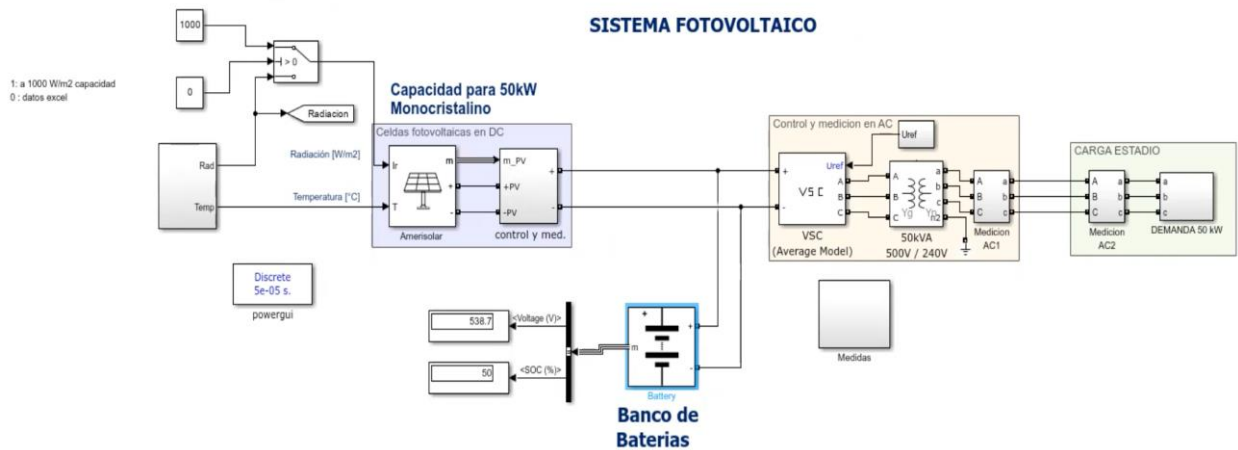 SISTEMA FOTOVOLTAICO
1000
> 0
0
1: a 1000 W/m2 capacidad
0 : datos excel
Radiacion
Capacidad para 50kW
Monocristalino
Celdas fotovoltaicas en DC
Radiación [W/m2]
Temperatura [°C]
Rad
Temp
Ir
T
m
+
-
Amerisolar
m_PV
+PV
-PV
+
-
control y med.
Control y medicion en AC
Uref
+
-
Uref
VSC
A
B
C
VSC
(Average Model)
A
B
C
Yg
Yn
a
b
c
n2
50kVA
500V / 240V
A
B
C
a
b
c
Medicion
AC1
CARGA ESTADIO
A
B
C
a
b
c
Medicion
AC2
a
b
c
DEMANDA 50 kW
Discrete
5e-05 s.
powergui
538.7
<Voltage (V)>
50
<SOC (%)>
m
+
+
-
Battery
Banco de
Baterias
Medidas